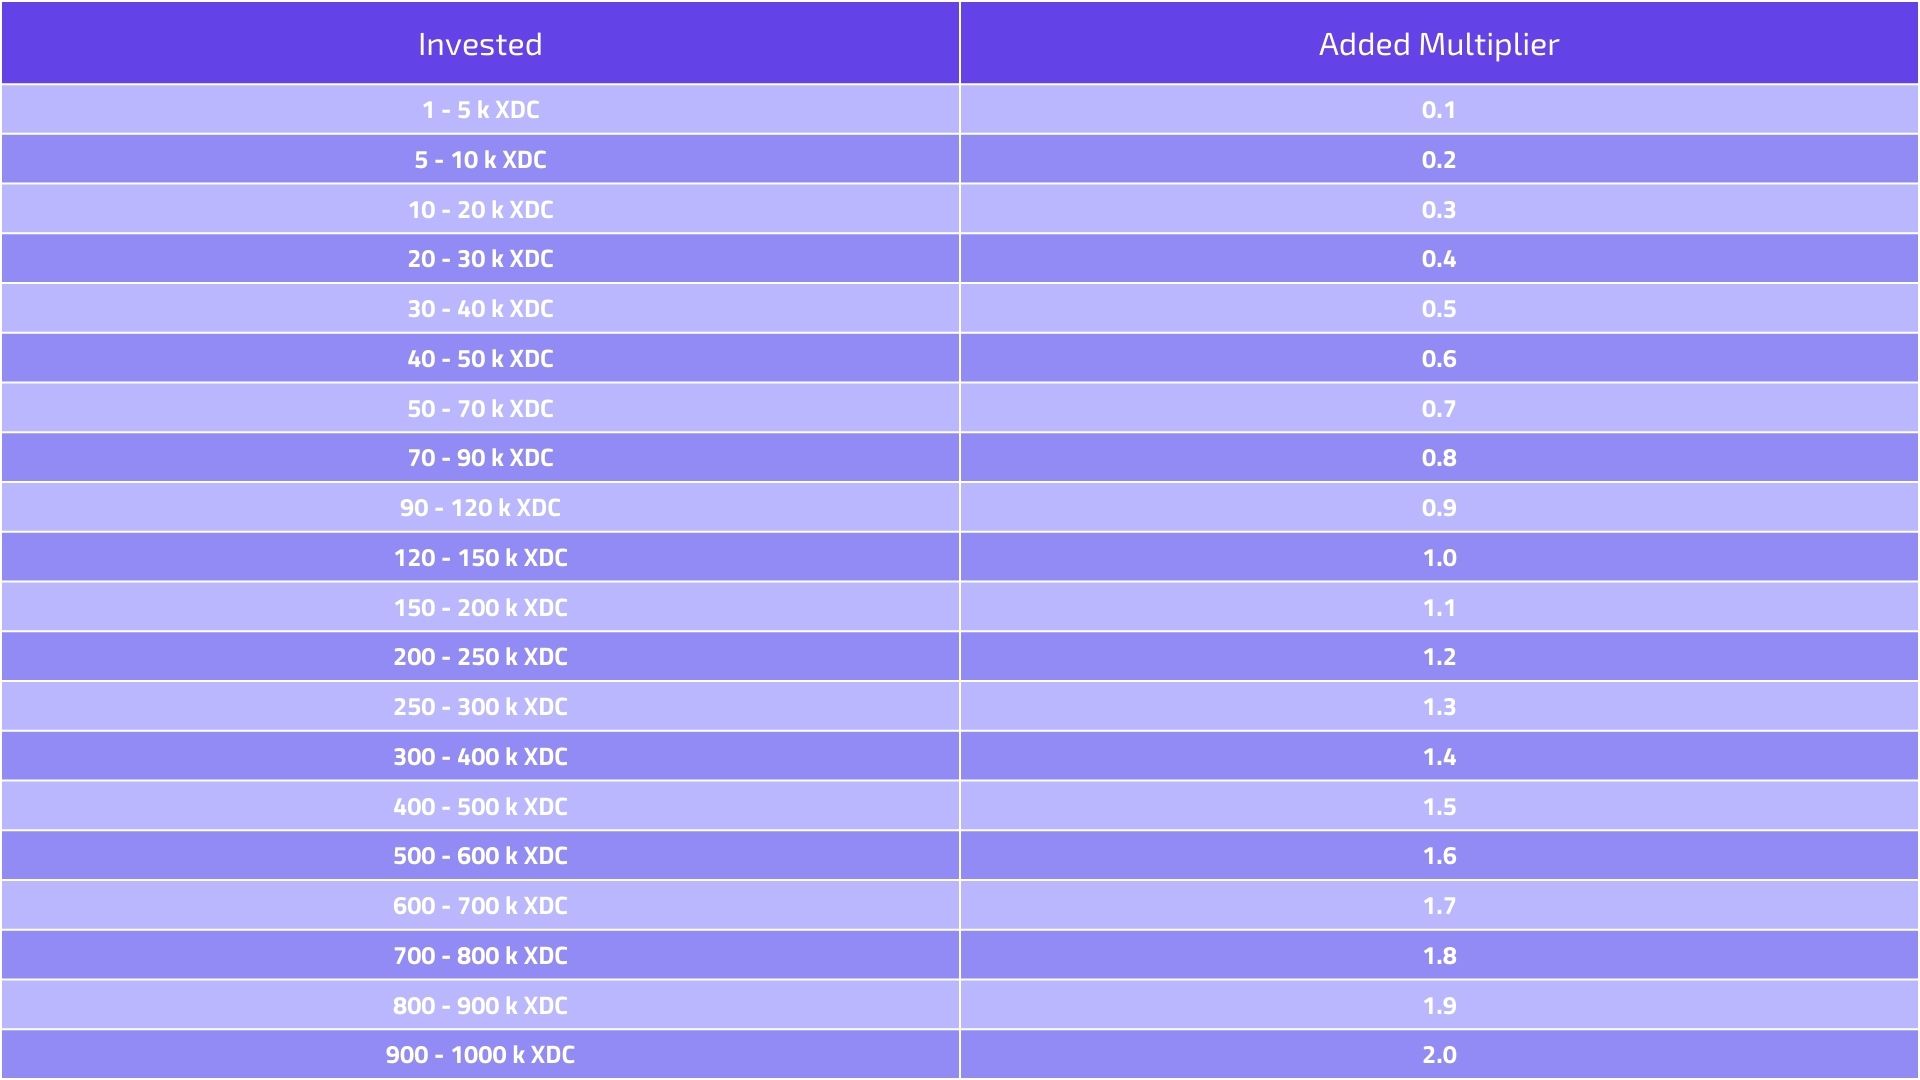 Invested Added Multiplier
1 - 5 k XDC 0.1
5 - 10 k XDC 0.2
10 - 20 k XDC 0.3
20 - 30 k XDC 0.4
30 - 40 k XDC 0.5
40 - 50 k XDC 0.6
50 - 70 k XDC 0.7
70 - 90 k XDC 0.8
90 - 120 k XDC 0.9
120 - 150 k XDC 1.0
150 - 200 k XDC 1.1
200 - 250 k XDC 1.2
250 - 300 k XDC 1.3
300 - 400 k XDC 1.4
400 - 500 k XDC 1.5
500 - 600 k XDC 1.6
600 - 700 k XDC 1.7
700 - 800 k XDC 1.8
800 - 900 k XDC 1.9
900 - 1000 k XDC 2.0